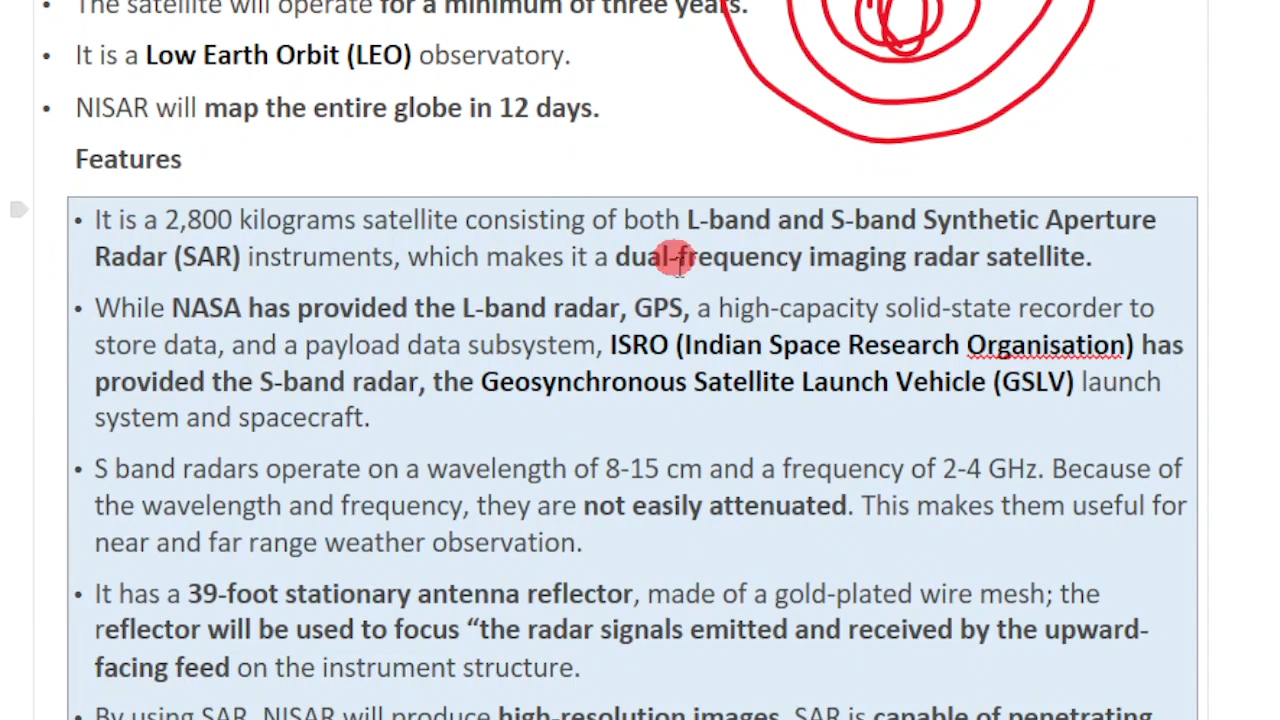 • The satellite will operate for a minimum of three years.
• It is a Low Earth Orbit (LEO) observatory.
• NISAR will map the entire globe in 12 days.
Features
• It is a 2,800 kilograms satellite consisting of both L-band and S-band Synthetic Aperture
Radar (SAR) instruments, which makes it a dual-frequency imaging radar satellite.
• While NASA has provided the L-band radar, GPS, a high-capacity solid-state recorder to
store data, and a payload data subsystem, ISRO (Indian Space Research Organisation) has
provided the S-band radar, the Geosynchronous Satellite Launch Vehicle (GSLV) launch
system and spacecraft.
• S band radars operate on a wavelength of 8-15 cm and a frequency of 2-4 GHz. Because of
the wavelength and frequency, they are not easily attenuated. This makes them useful for
near and far range weather observation.
• It has a 39-foot stationary antenna reflector, made of a gold-plated wire mesh; the
reflector will be used to focus “the radar signals emitted and received by the upward-
facing feed on the instrument structure.
• By using SAR, NISAR will produce high-resolution images. SAR is capable of penetrating